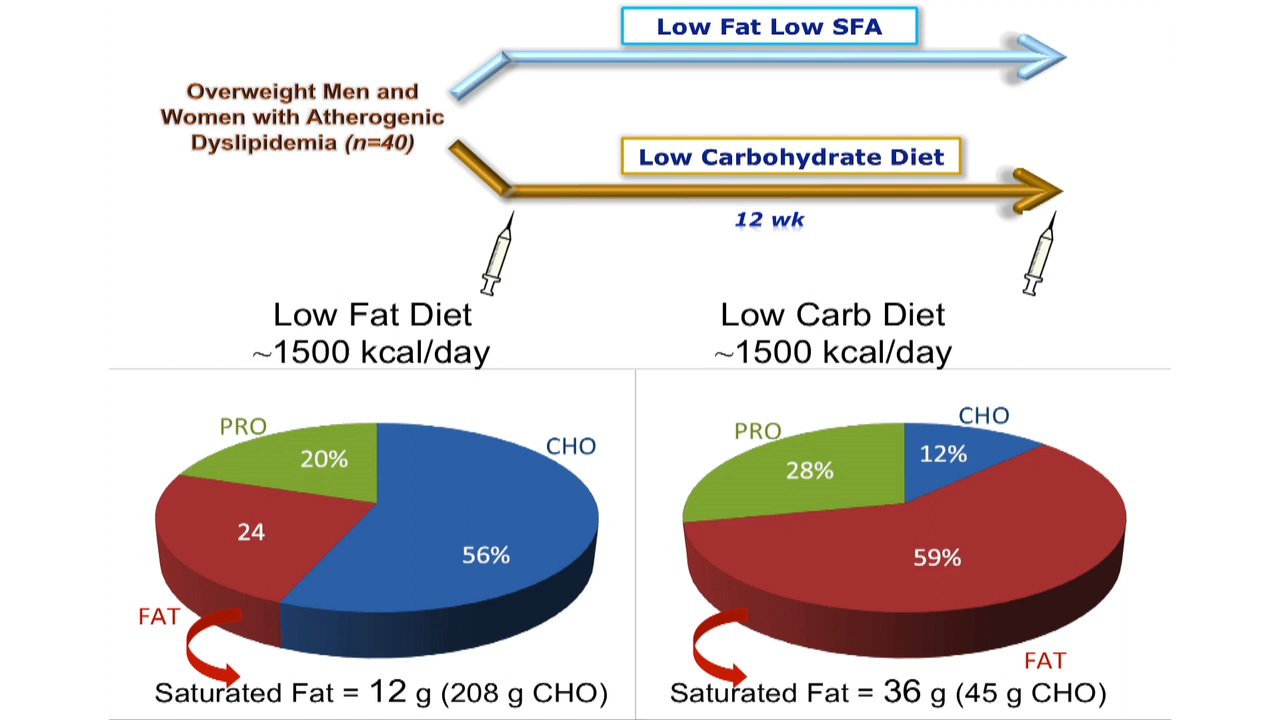 Low Fat Low SFA
Overweight Men and
Women with Atherogenic
Dyslipidemia (n=40)
Low Carbohydrate Diet
12 wk
Low Fat Diet
~1500 kcal/day
Low Carb Diet
~1500 kcal/day
PRO
20%
CHO
24
56%
FAT
Saturated Fat = 12 g (208 g CHO)
CHO
PRO
12%
28%
59%
FAT
Saturated Fat = 36 g (45 g CHO)